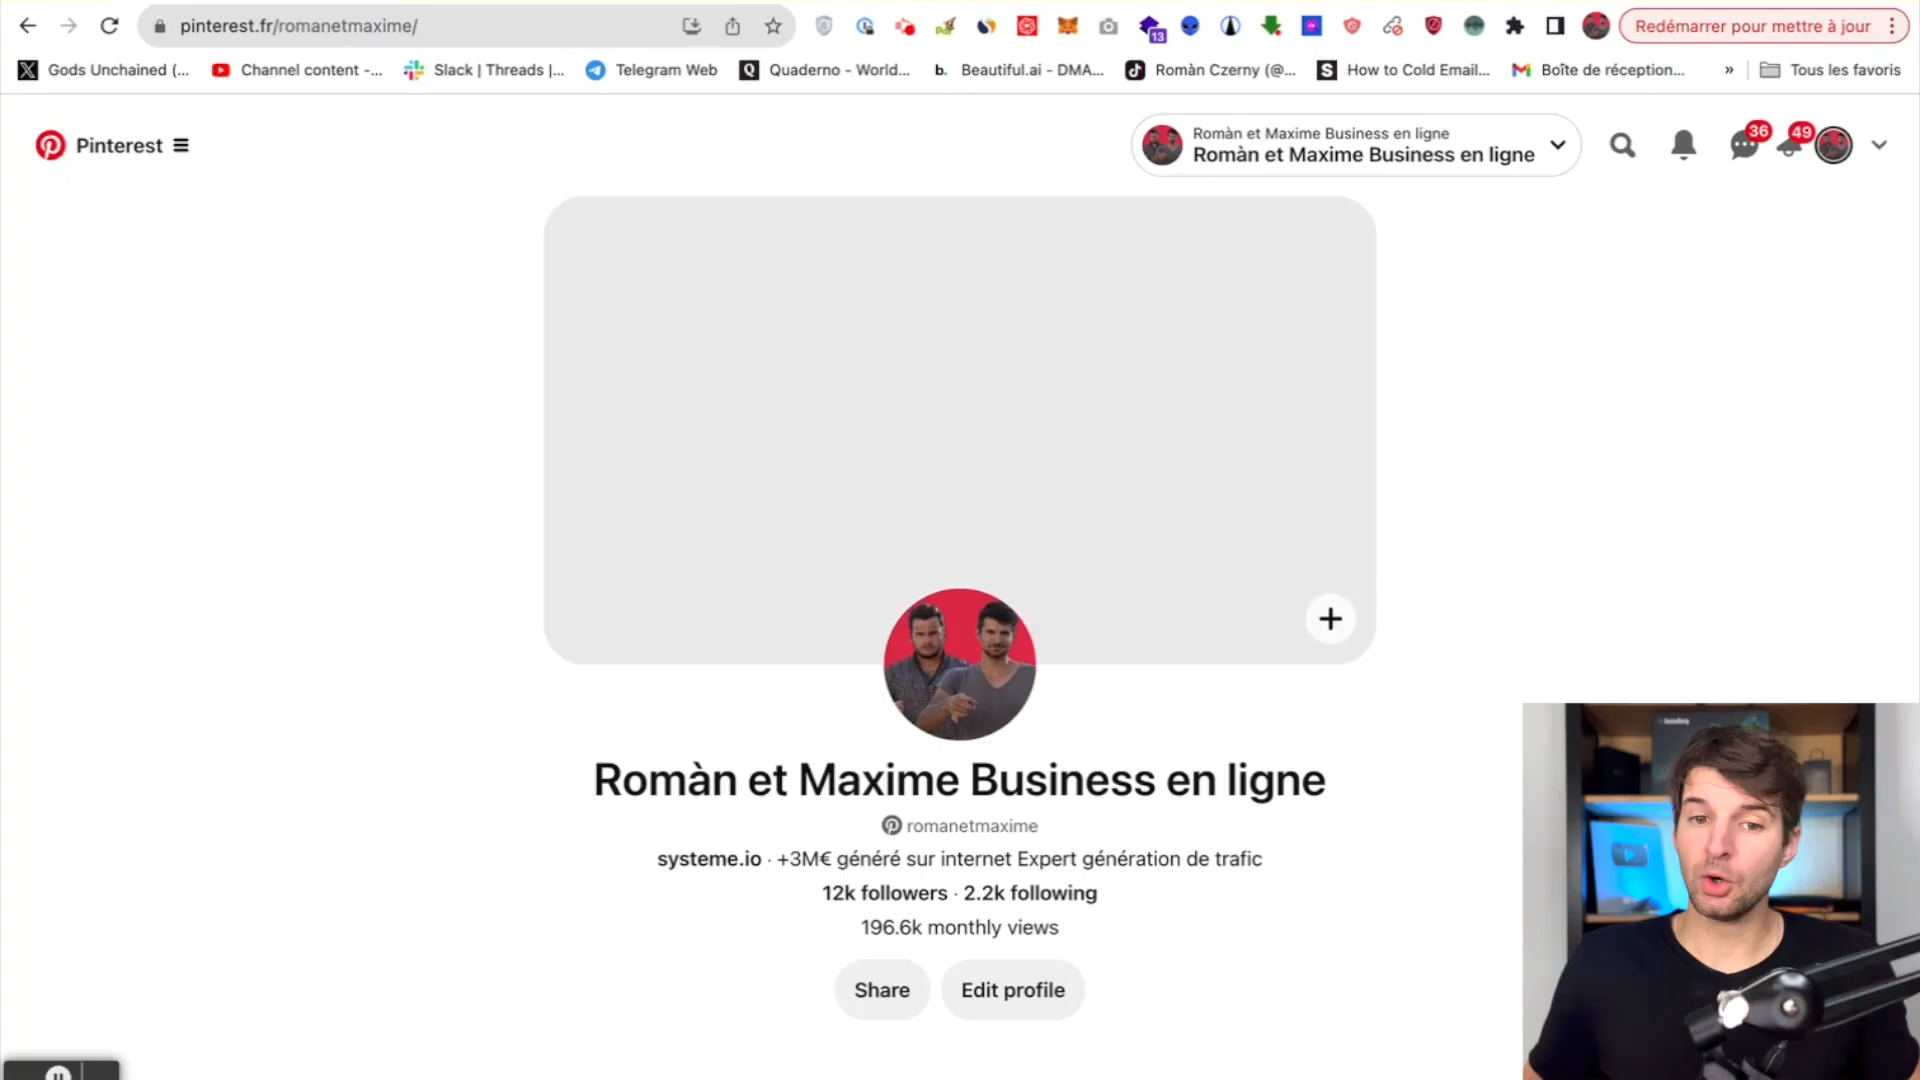 pinterest.fr/romanetmaxime/
13
Redémarrer pour mettre à jour
Gods Unchained (...
Channel content -...
Slack | Threads |...
Telegram Web
Quaderno - World...
b. Beautiful.ai - DMA...
Romàn Czerny (@...
How to Cold Email...
Boîte de réception...
»
Tous les favoris
Pinterest
Romàn et Maxime Business en ligne
Romàn et Maxime Business en ligne
36
49
Romàn et Maxime Business en ligne
romanetmaxime
systeme.io · +3M€ généré sur internet Expert génération de trafic
12k followers · 2.2k following
196.6k monthly views
Share
Edit profile